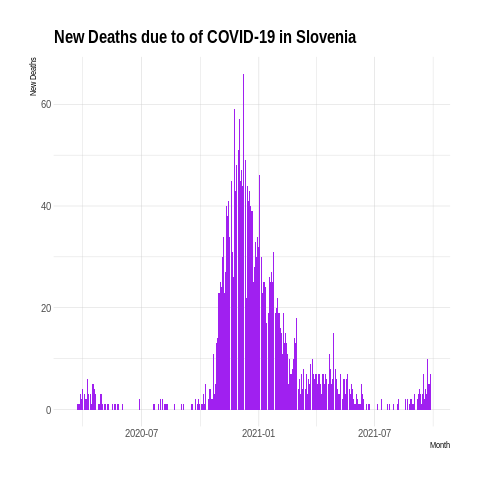 New Deaths due to of COVID-19 in Slovenia
New Deaths
60
40
20
0
2020-07
2021-01
2021-07
Month